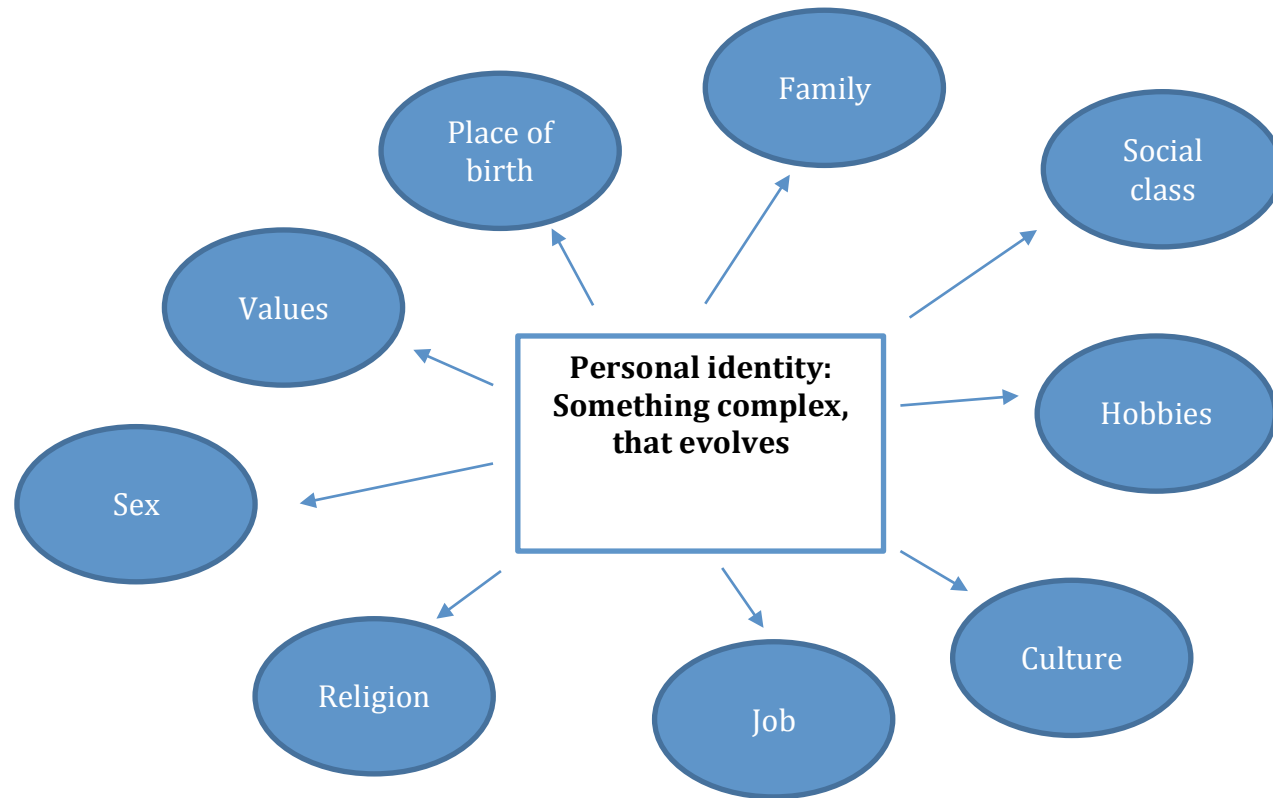 Family
Place of
birth
Social
class
Values
Personal identity:
Something complex,
that evolves
Hobbies
Sex
Culture
Religion
Job